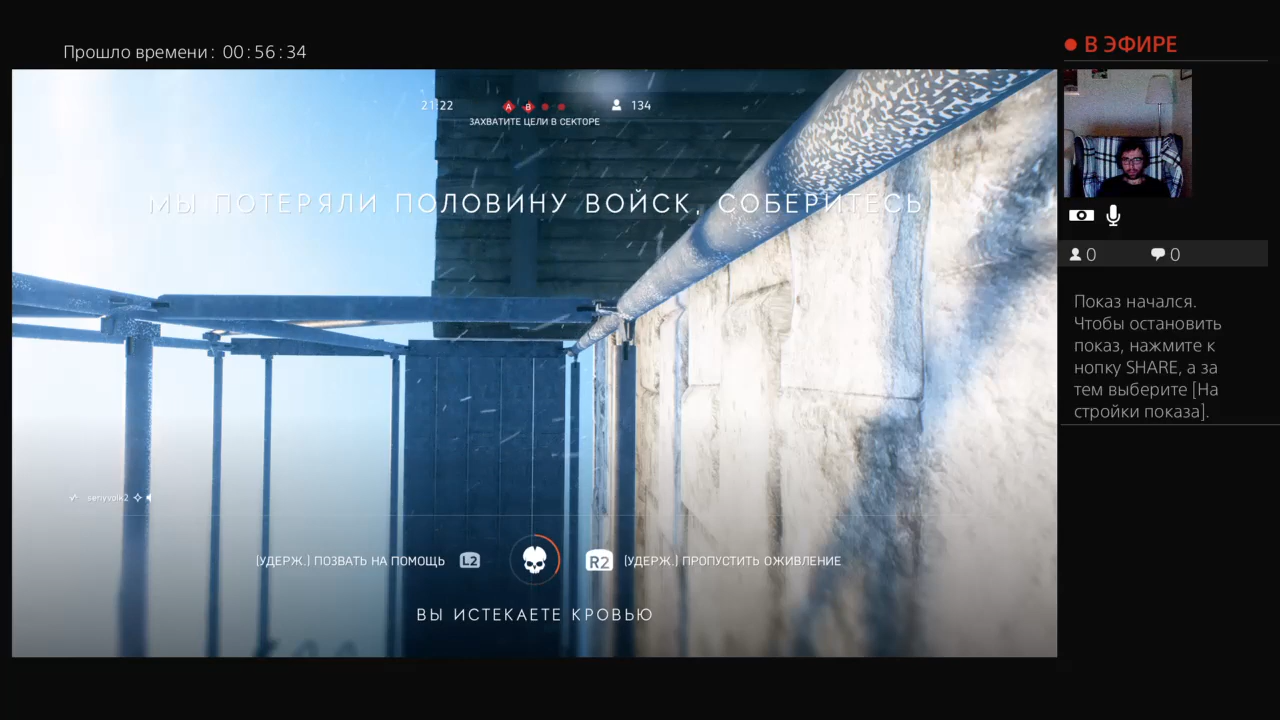 Прошло времени: 00:56:34
В ЭФИРЕ
21:22
A B
134
ЗАХВАТИТЕ ЦЕЛИ В СЕКТОРЕ
МЫ ПОТЕРЯЛИ ПОЛОВИНУ ВОЙСК, СОБЕРИТЕСЬ
0
0
Показ начался.
Чтобы остановить
показ, нажмите к
нопку SHARE, а за
тем выберите [На
стройки показа].
seryvolk2
[УДЕРЖ.] ПОЗВАТЬ НА ПОМОЩЬ L2
R2 [УДЕРЖ.] ПРОПУСТИТЬ ОЖИВЛЕНИЕ
ВЫ ИСТЕКАЕТЕ КРОВЬЮ